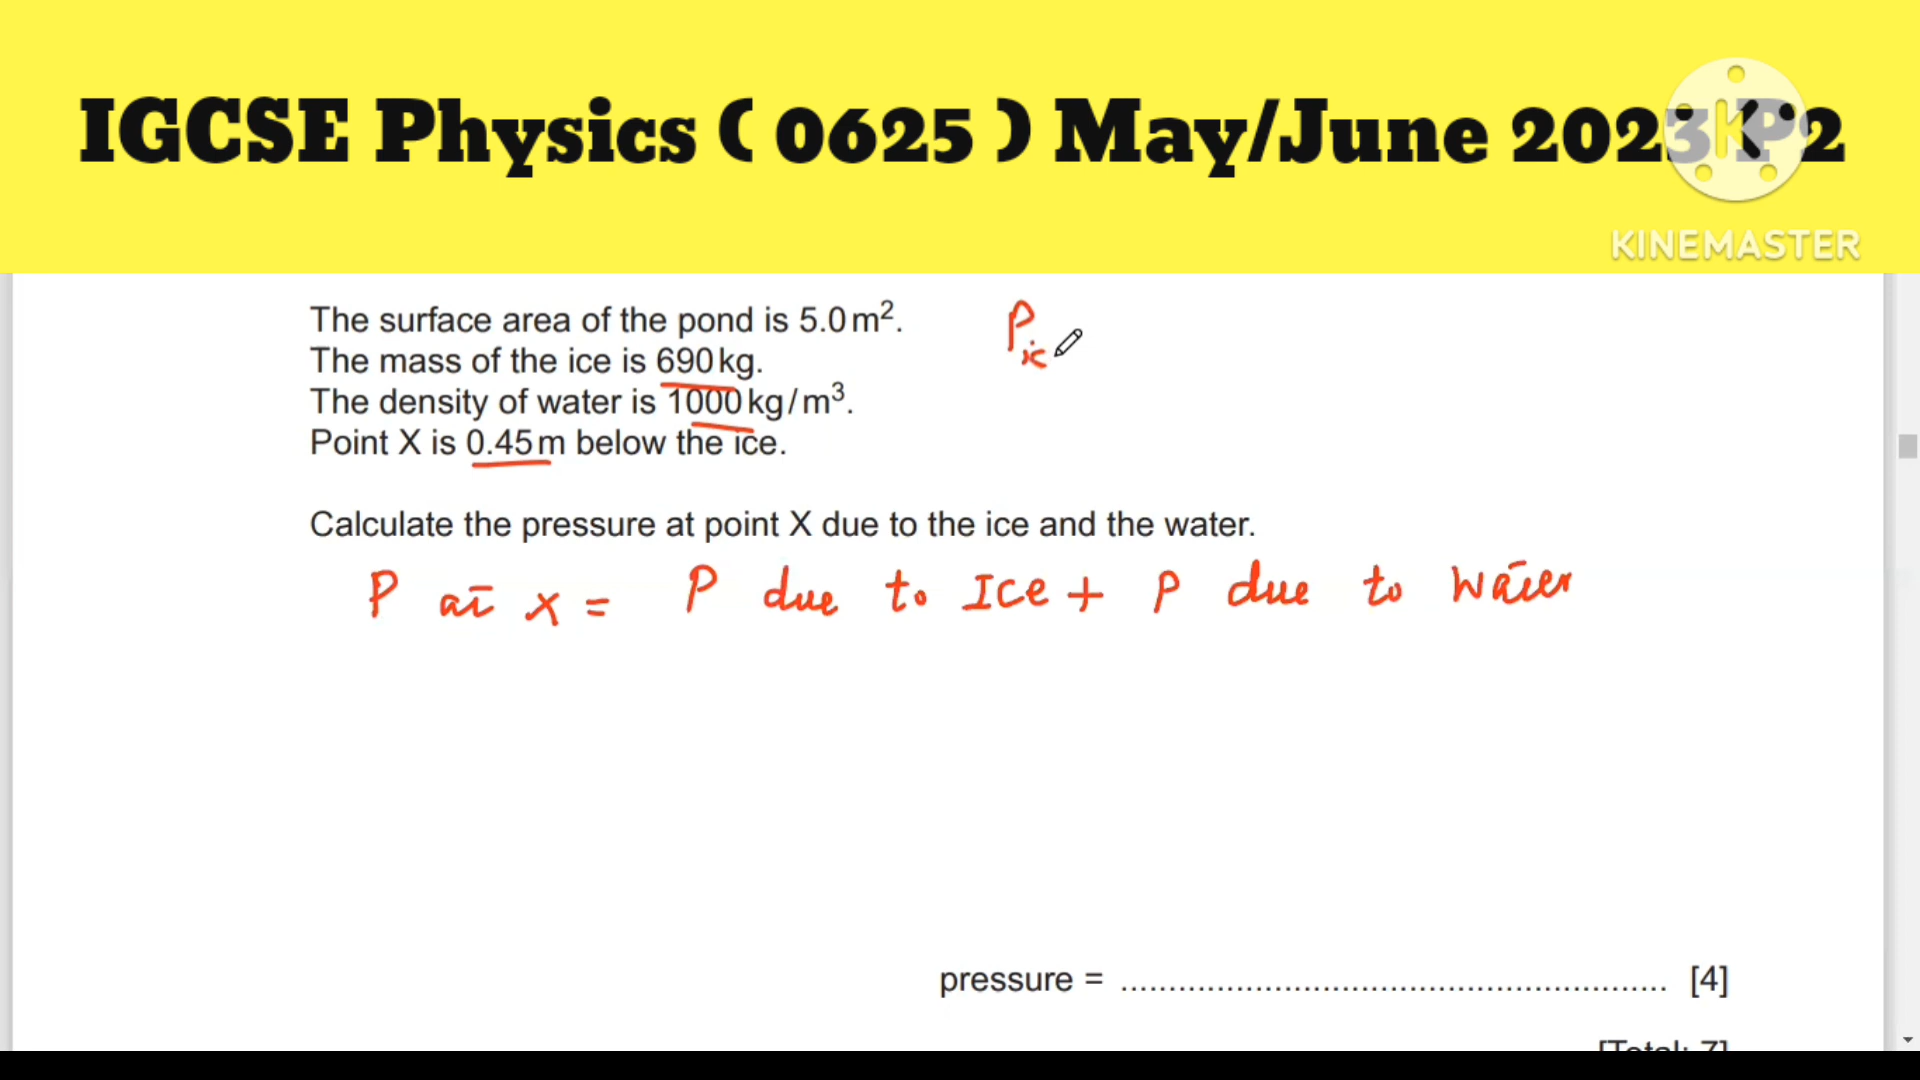 IGCSE Physics ( 0625 ) May/June 2023 P2
KINEMASTER
The surface area of the pond is 5.0 m².
The mass of the ice is 690 kg.
The density of water is 1000 kg/m³.
Point X is 0.45 m below the ice.
P ic
Calculate the pressure at point X due to the ice and the water.
P at x = P due to Ice + P due to Water
pressure = ........................................................ [4]
[Total: 7]